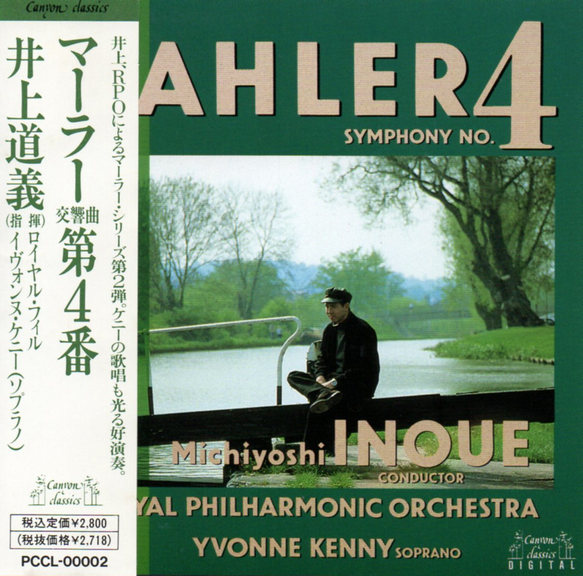 Canyon classics
井上、RPOによるマーラー・シリーズ第2弾。ケニーの歌唱も光る好演奏。
マーラー
交響曲
第4番
井上道義
(指揮)
ロイヤル・フィル
イヴォンヌ・ケニー(ソプラノ)
Canyon
classics
税込定価¥2,800
(税抜価格¥2,718)
PCCL-00002
AHLER 4
SYMPHONY NO.
Michiyoshi INOUE
CONDUCTOR
YAL PHILHARMONIC ORCHESTRA
YVONNE KENNY SOPRANO
Canyon
classics
DIGITAL